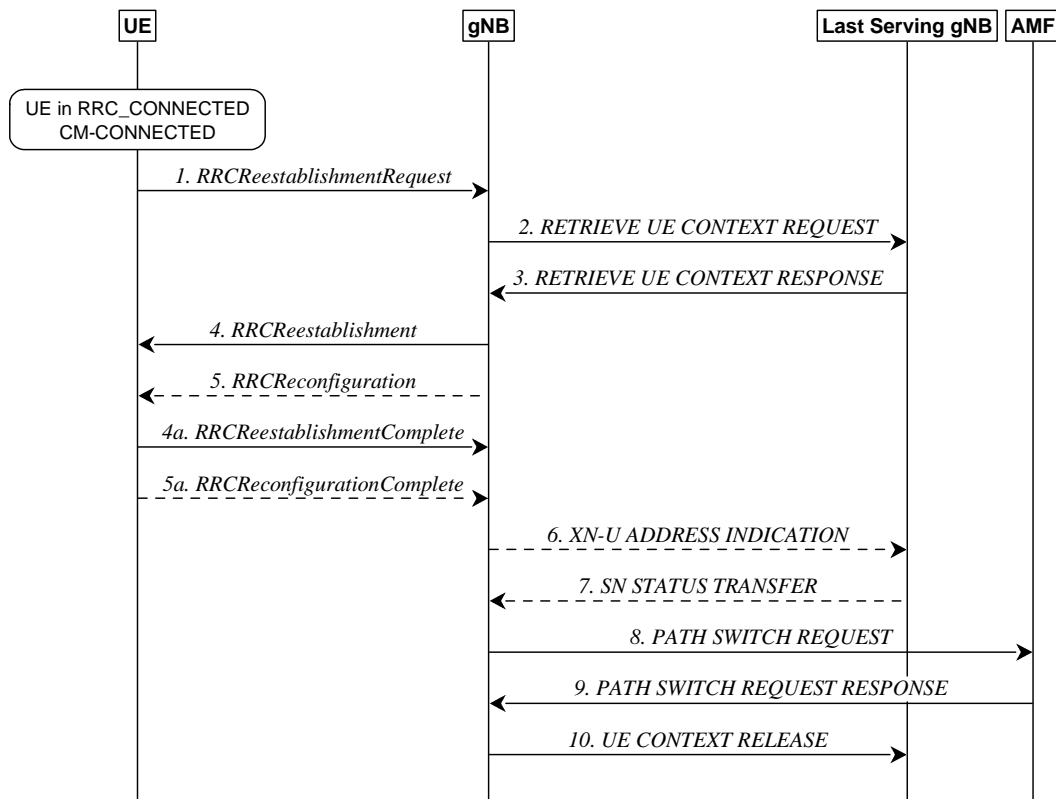 UE
gNB
Last Serving gNB
AMF
UE in RRC_CONNECTED
CM-CONNECTED
1. RRCReestablishmentRequest
2. RETRIEVE UE CONTEXT REQUEST
3. RETRIEVE UE CONTEXT RESPONSE
4. RRCReestablishment
5. RRCReconfiguration
4a. RRCReestablishmentComplete
5a. RRCReconfigurationComplete
6. XN-U ADDRESS INDICATION
7. SN STATUS TRANSFER
8. PATH SWITCH REQUEST
9. PATH SWITCH REQUEST RESPONSE
10. UE CONTEXT RELEASE